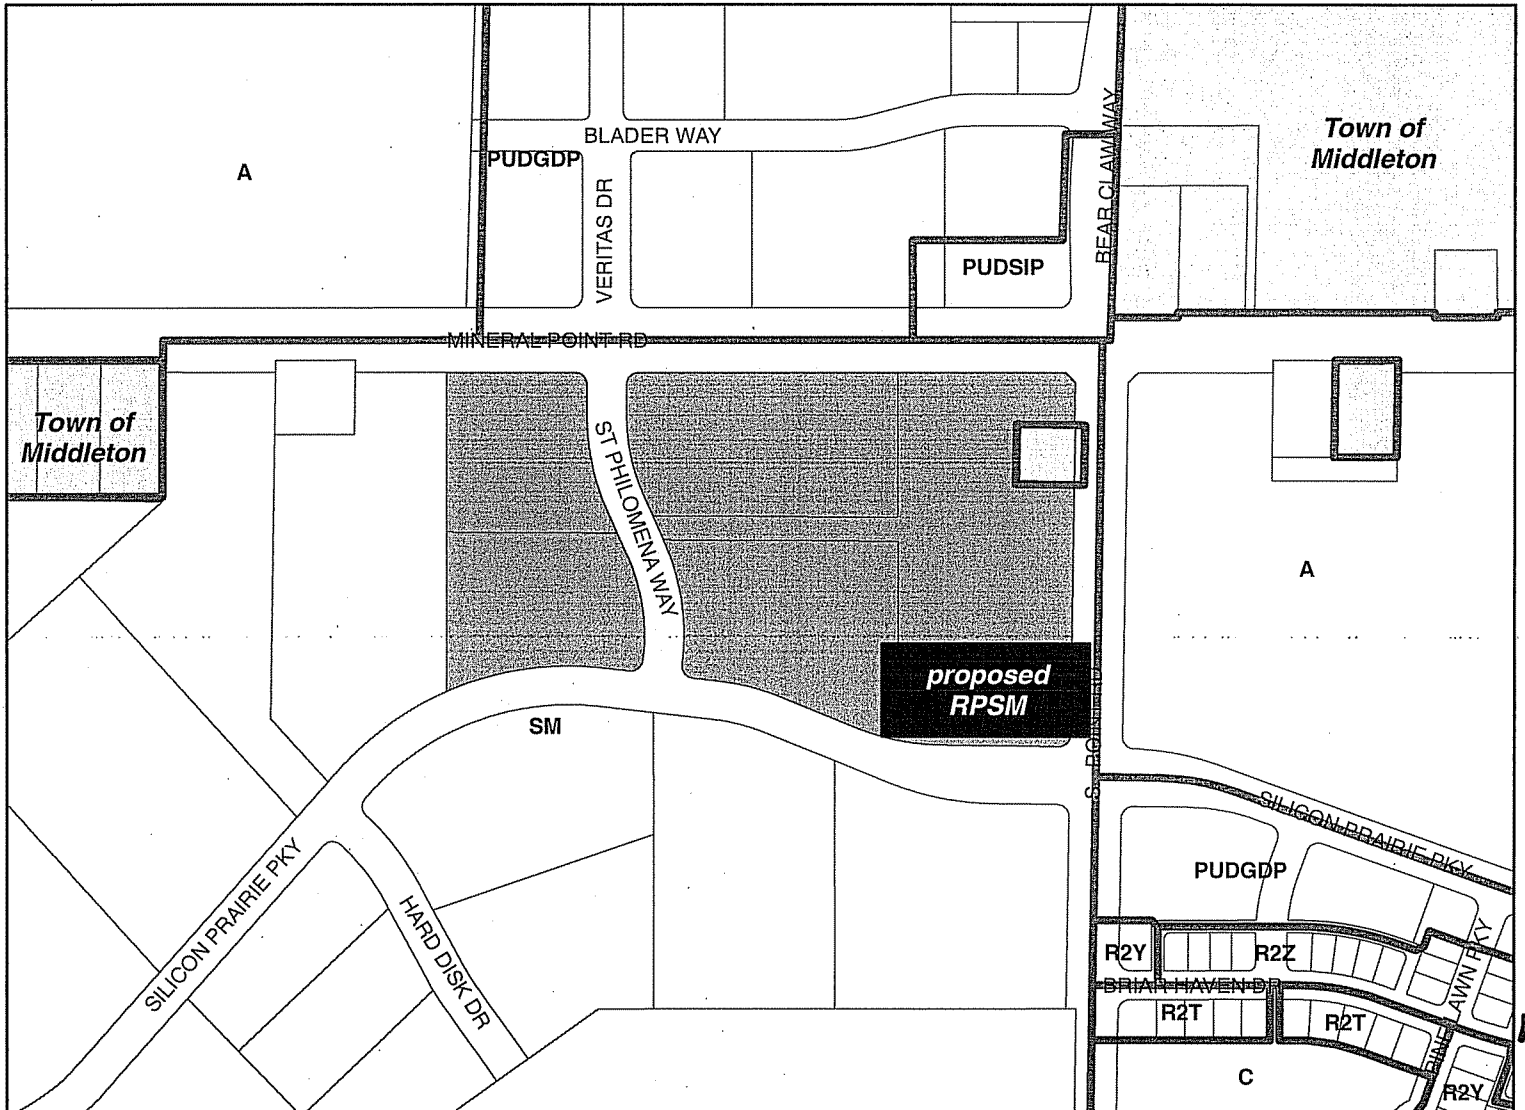 Town of
Middleton
BLADER WAY
PUDGDP
A
BEAR CLAW WAY
VERITAS DR
PUDSIP
MINERAL POINT RD
Town of
Middleton
ST PHILOMENA WAY
A
proposed
RPSM
SM
SILICON PRAIRIE PKY
PUDGDP
SILICON PRAIRIE PKY
HARD DISK DR
R2Y
R2Z
BRIAR HAVEN DR
R2T
R2T
C
R2Y